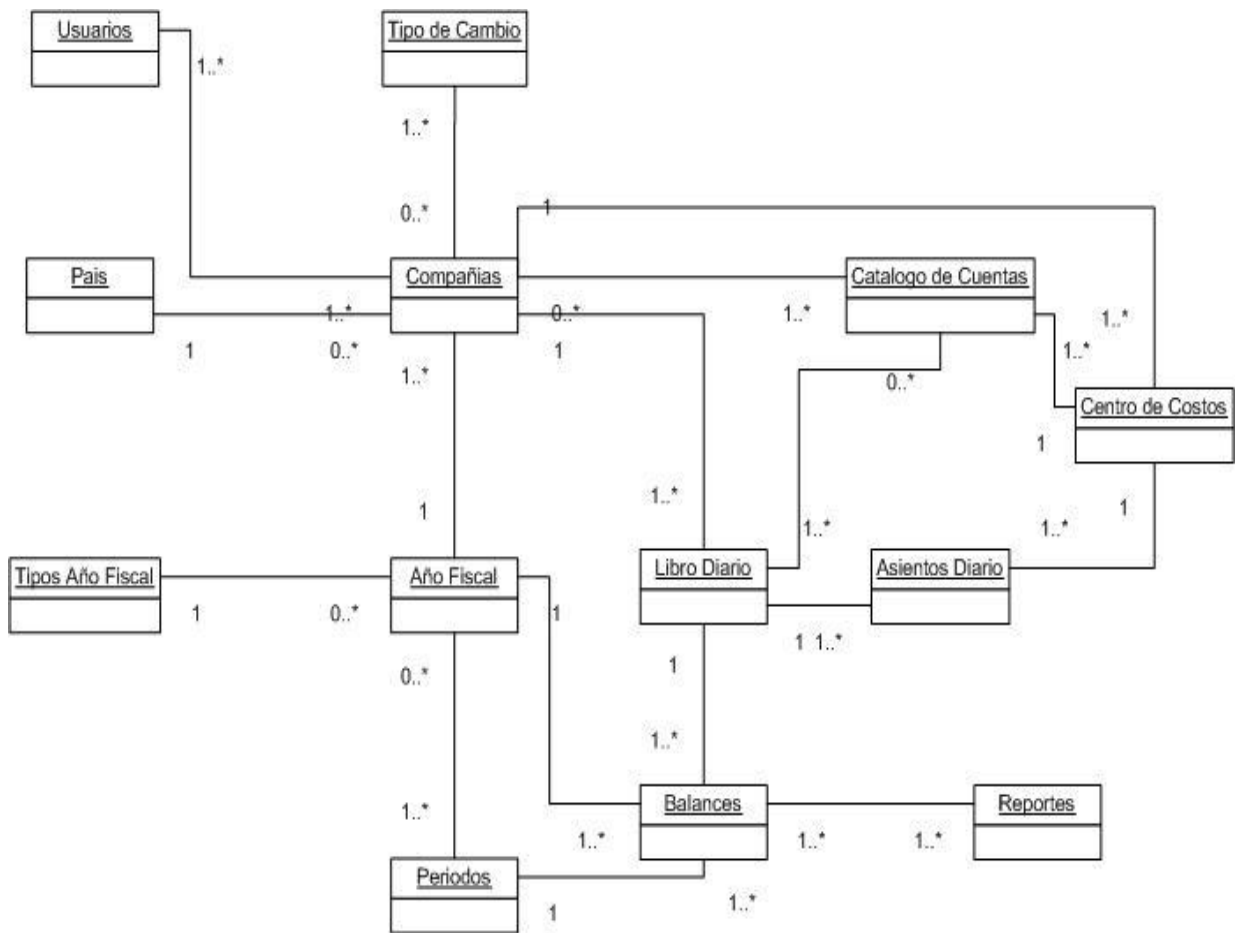 Usuarios
Tipo de Cambio
1..*
1..*
0..*
1
Pais
Compañias
Catalogo de Cuentas
1..*
0..*
1..*
1..*
1
0..*
1
1..*
1..*
0..*
Centro de Costos
1
1..*
1
1..*
1..*
1
Tipos Año Fiscal
Año Fiscal
Libro Diario
Asientos Diario
1
0..*
1
1
1..*
0..*
1
1..*
1..*
Balances
Reportes
1..*
1..*
1..*
Periodos
1
1..*